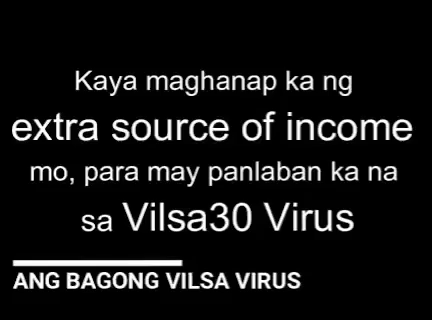 Kaya maghanap ka ng
extra source of income
mo, para may panlaban ka na
sa Vilsa30 Virus
ANG BAGONG VILSA VIRUS